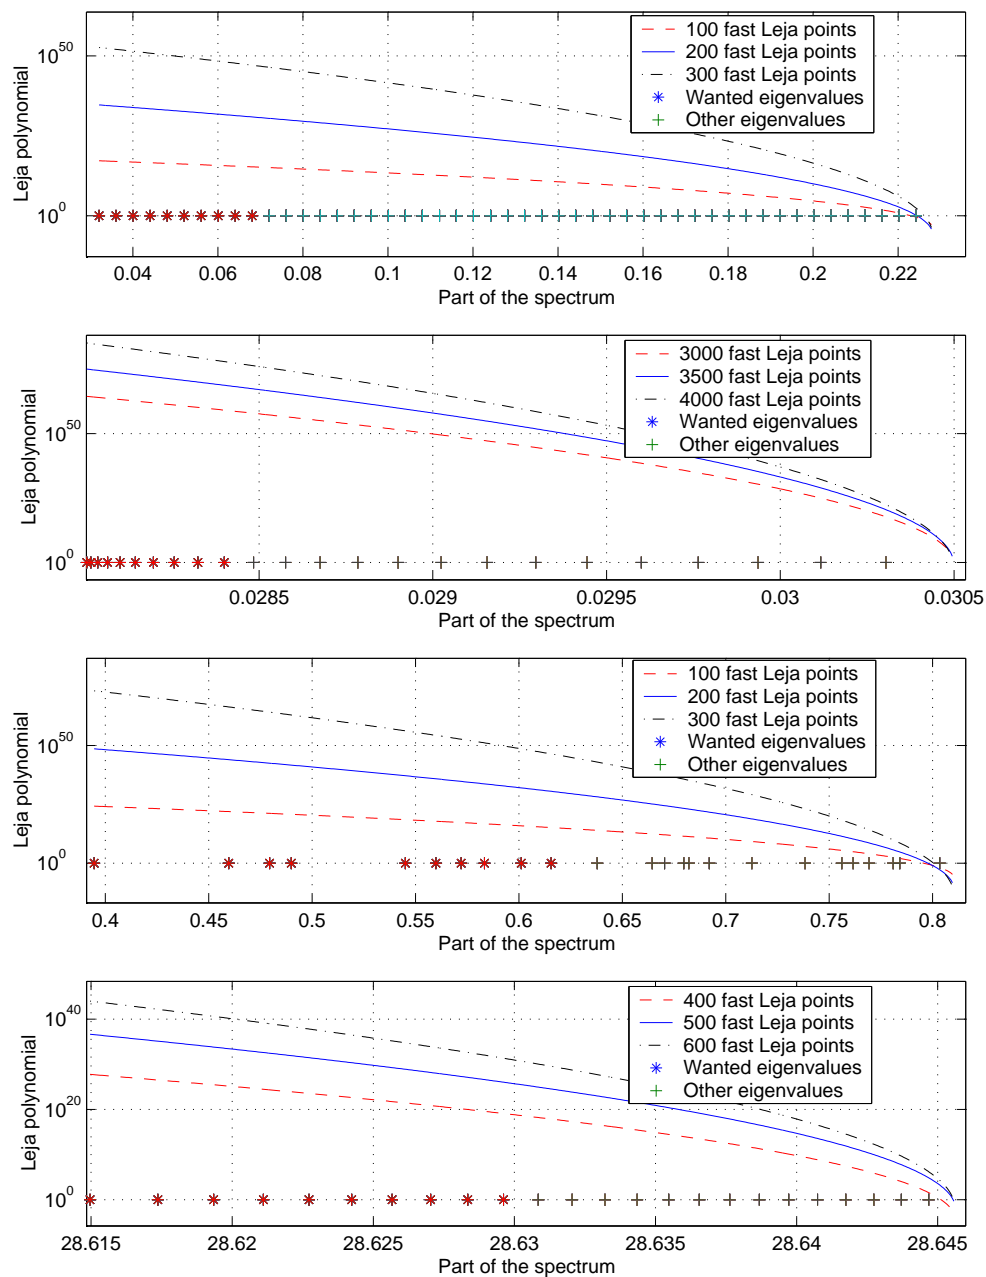 100 fast Leja points
200 fast Leja points
300 fast Leja points
Wanted eigenvalues
Other eigenvalues
10^50
10^0
Leja polynomial
0.04 0.06 0.08 0.1 0.12 0.14 0.16 0.18 0.2 0.22
Part of the spectrum
3000 fast Leja points
3500 fast Leja points
4000 fast Leja points
Wanted eigenvalues
Other eigenvalues
10^50
10^0
Leja polynomial
0.0285 0.029 0.0295 0.03 0.0305
Part of the spectrum
100 fast Leja points
200 fast Leja points
300 fast Leja points
Wanted eigenvalues
Other eigenvalues
10^50
10^0
Leja polynomial
0.4 0.45 0.5 0.55 0.6 0.65 0.7 0.75 0.8
Part of the spectrum
400 fast Leja points
500 fast Leja points
600 fast Leja points
Wanted eigenvalues
Other eigenvalues
10^40
10^20
10^0
Leja polynomial
28.615 28.62 28.625 28.63 28.635 28.64 28.645
Part of the spectrum